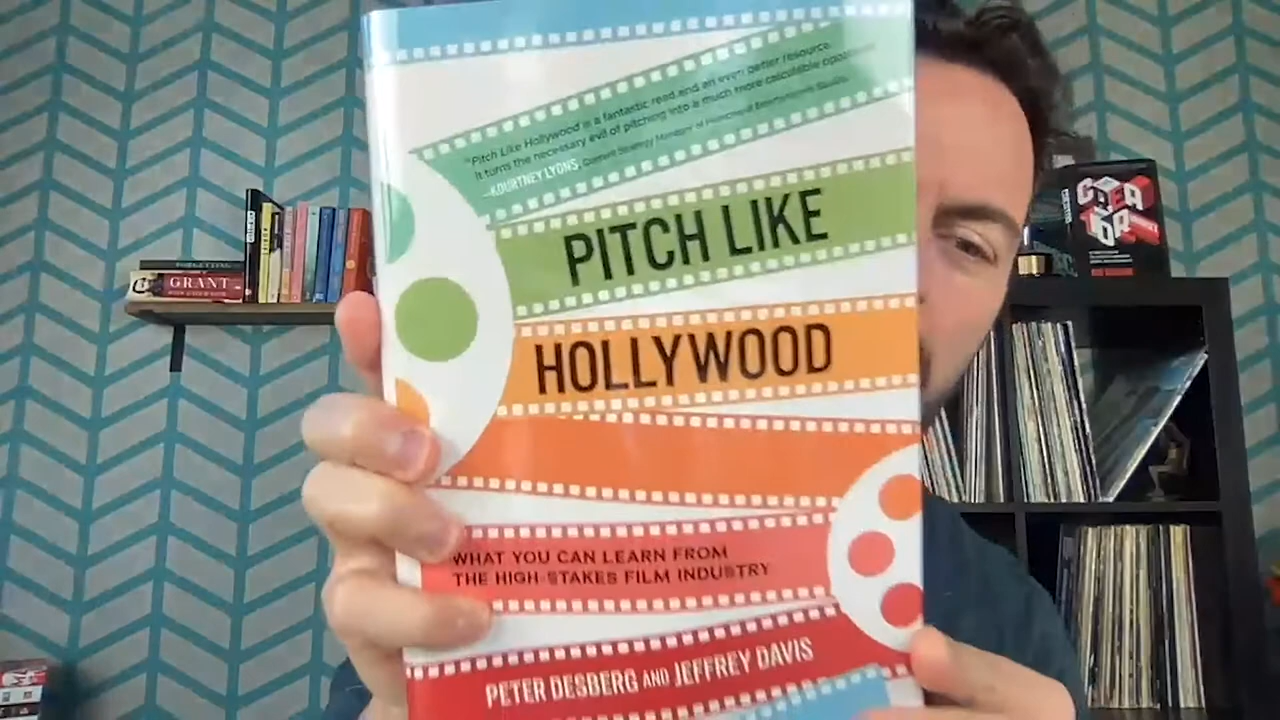 "Pitch Like Hollywood is a fantastic read and an even better resource.
It turns the necessary evil of pitching into a much more calculable
—KOURTNEY LYONS,
PITCH LIKE
HOLLYWOOD
WHAT YOU CAN LEARN FROM
THE HIGH-STAKES FILM INDUSTRY
PETER DESBERG AND JEFFREY DAVIS
GRANT
CREA
TOR